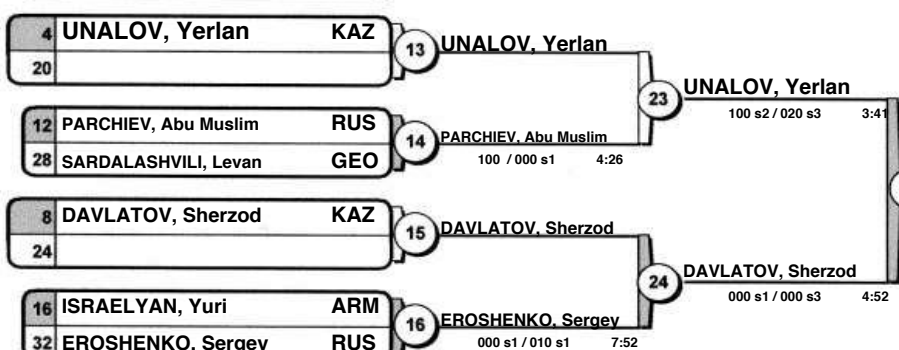 4 UNALOV, Yerlan KAZ
20
13 UNALOV, Yerlan
12 PARCHIEV, Abu Muslim RUS
28 SARDALASHVILI, Levan GEO
14 PARCHIEV, Abu Muslim
100 / 000 s1 4:26
23 UNALOV, Yerlan
100 s2 / 020 s3 3:41
8 DAVLATOV, Sherzod KAZ
24
15 DAVLATOV, Sherzod
16 ISRAELYAN, Yuri ARM
32 EROSHENKO, Sergey RUS
16 EROSHENKO, Sergey
000 s1 / 010 s1 7:52
24 DAVLATOV, Sherzod
000 s1 / 000 s3 4:52